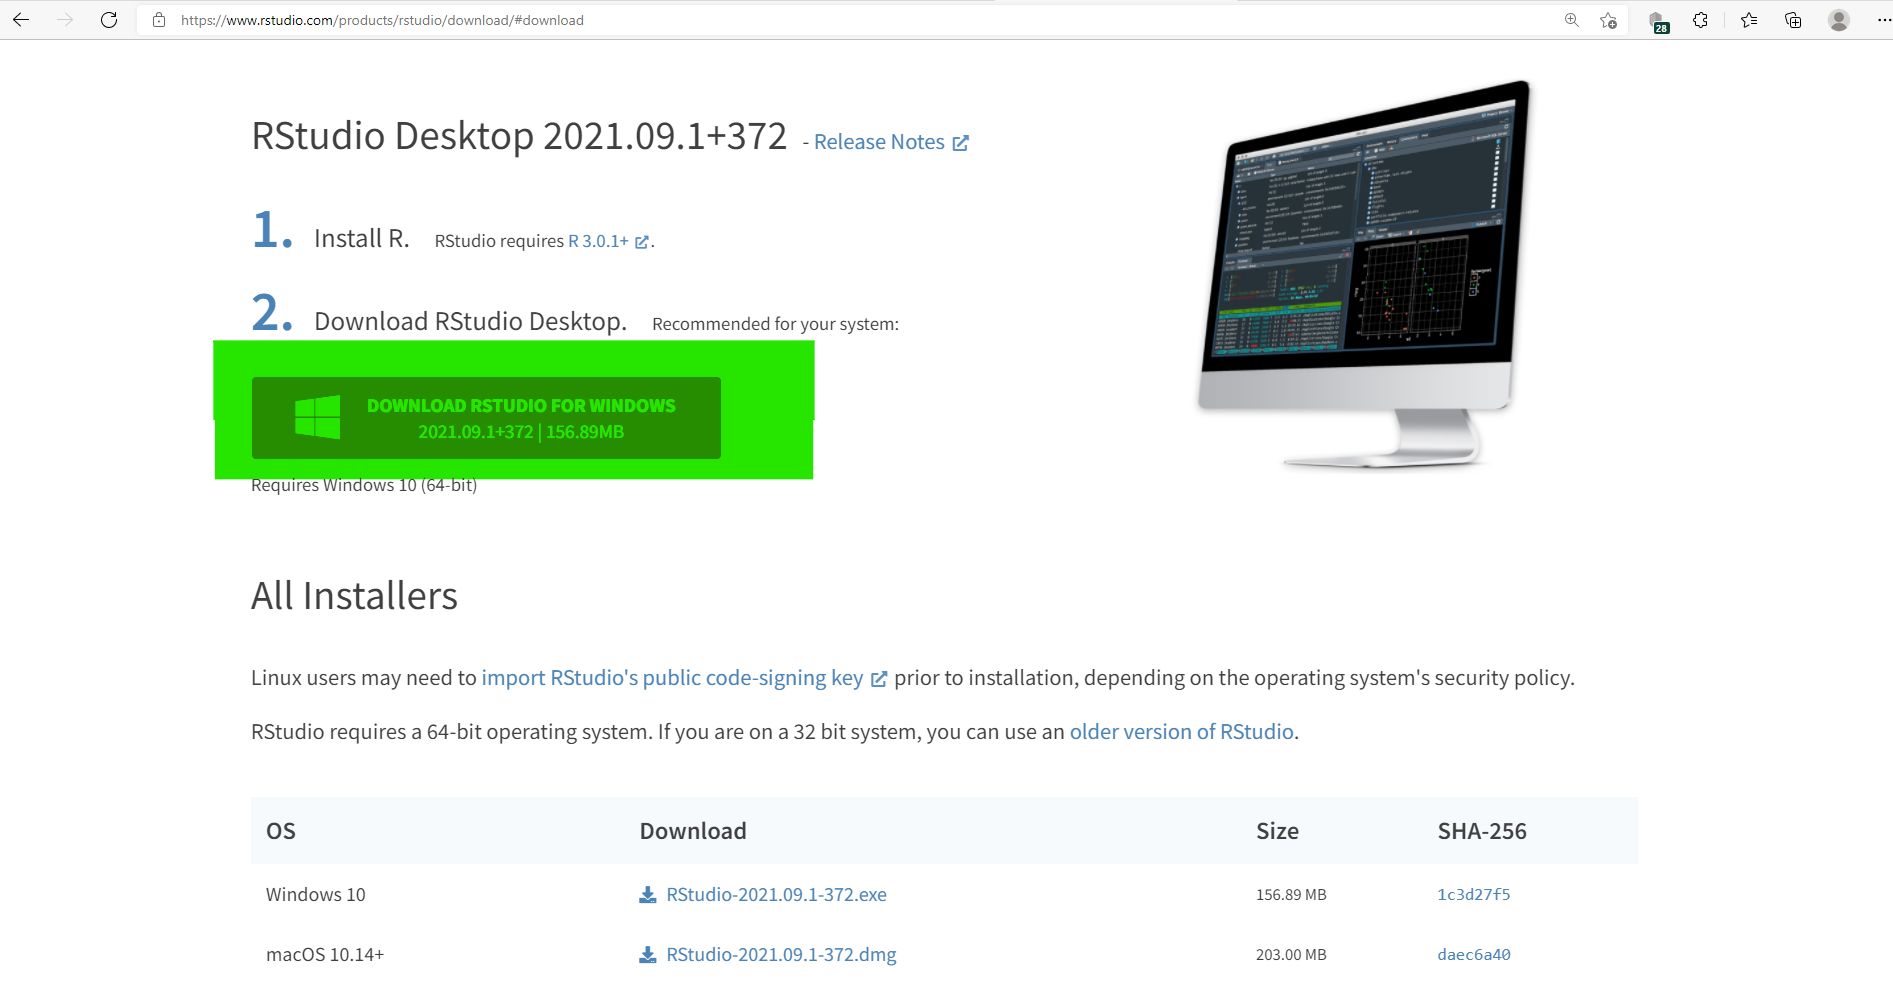 https://www.rstudio.com/products/rstudio/download/#download
28
RStudio Desktop 2021.09.1+372 - Release Notes
1. Install R. RStudio requires R 3.0.1+.
2. Download RStudio Desktop. Recommended for your system:
DOWNLOAD RSTUDIO FOR WINDOWS
2021.09.1+372 | 156.89MB
Requires Windows 10 (64-bit)
All Installers
Linux users may need to import RStudio's public code-signing key prior to installation, depending on the operating system's security policy.
RStudio requires a 64-bit operating system. If you are on a 32 bit system, you can use an older version of RStudio.
OS Download Size SHA-256
Windows 10 RStudio-2021.09.1-372.exe 156.89 MB 1c3d27f5
macOS 10.14+ RStudio-2021.09.1-372.dmg 203.00 MB daec6a40